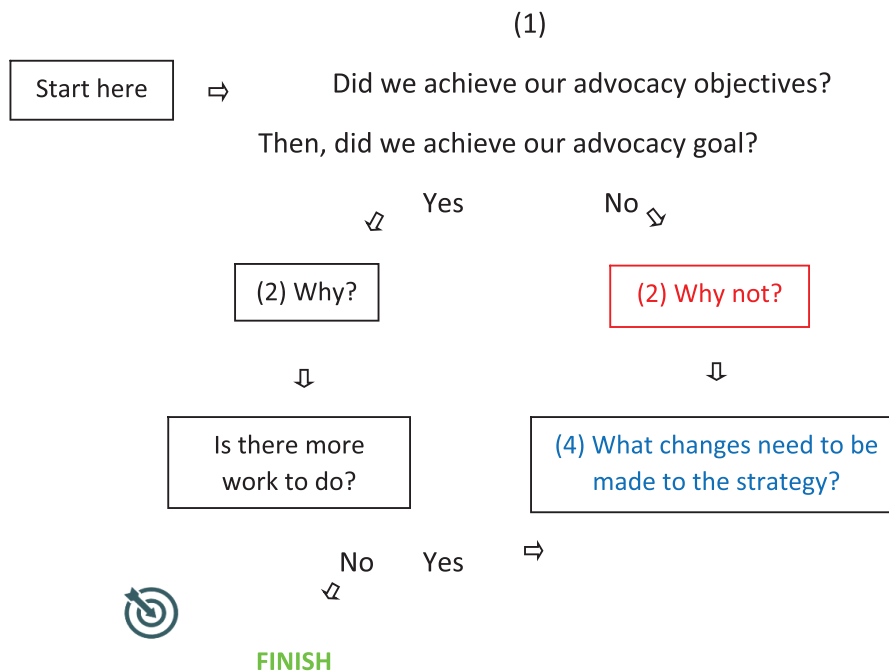 (1)
Start here
Did we achieve our advocacy objectives?
Then, did we achieve our advocacy goal?
Yes
No
(2) Why?
(2) Why not?
Is there more
work to do?
(4) What changes need to be
made to the strategy?
No
Yes
FINISH